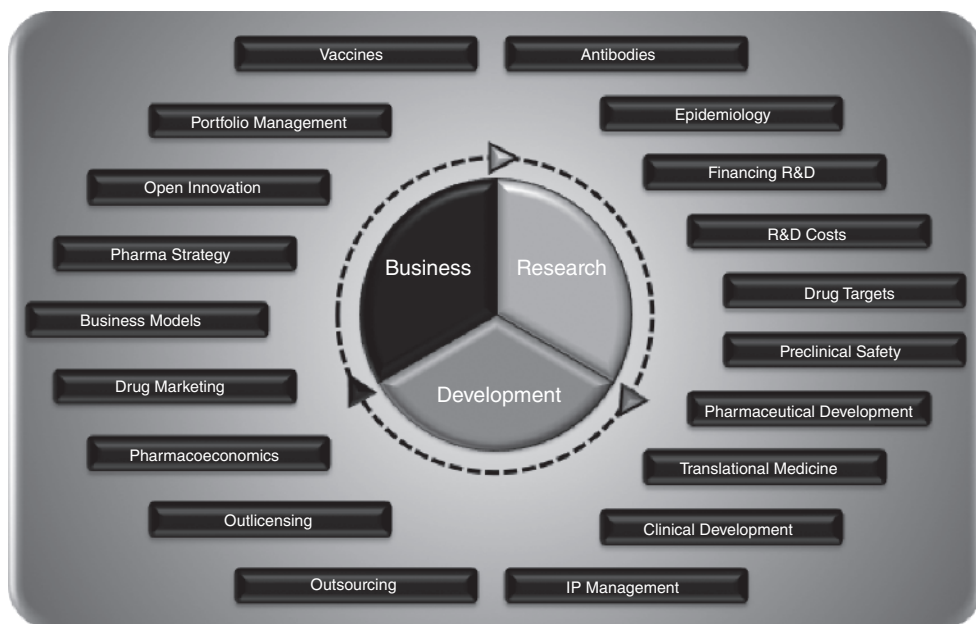 Vaccines
Antibodies
Portfolio Management
Epidemiology
Open Innovation
Financing R&D
Pharma Strategy
R&D Costs
Business
Research
Drug Targets
Business Models
Preclinical Safety
Drug Marketing
Development
Pharmaceutical Development
Pharmacoeconomics
Translational Medicine
Outlicensing
Clinical Development
Outsourcing
IP Management